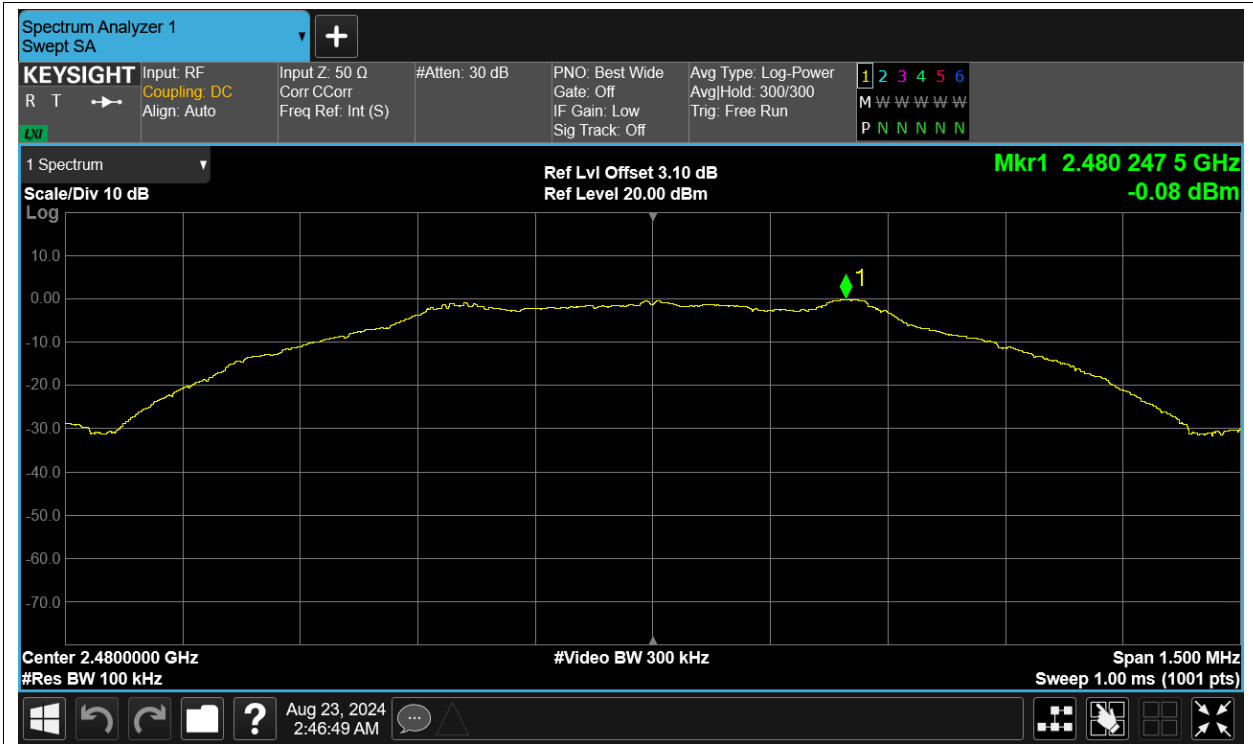 Spectrum Analyzer 1
Swept SA
KEYSIGHT
R T
LXI
Input: RF
Coupling: DC
Align: Auto
Input Z: 50 Ω
Corr CCorr
Freq Ref: Int (S)
#Atten: 30 dB
PNO: Best Wide
Gate: Off
IF Gain: Low
Sig Track: Off
Avg Type: Log-Power
Avg|Hold: 300/300
Trig: Free Run
1 2 3 4 5 6
M W W W W W
P N N N N N
1 Spectrum
Scale/Div 10 dB
Log
Ref Lvl Offset 3.10 dB
Ref Level 20.00 dBm
Mkr1 2.480 247 5 GHz
-0.08 dBm
10.0
0.00
-10.0
-20.0
-30.0
-40.0
-50.0
-60.0
-70.0
1
Center 2.4800000 GHz
#Res BW 100 kHz
#Video BW 300 kHz
Span 1.500 MHz
Sweep 1.00 ms (1001 pts)
?
Aug 23, 2024
2:46:49 AM